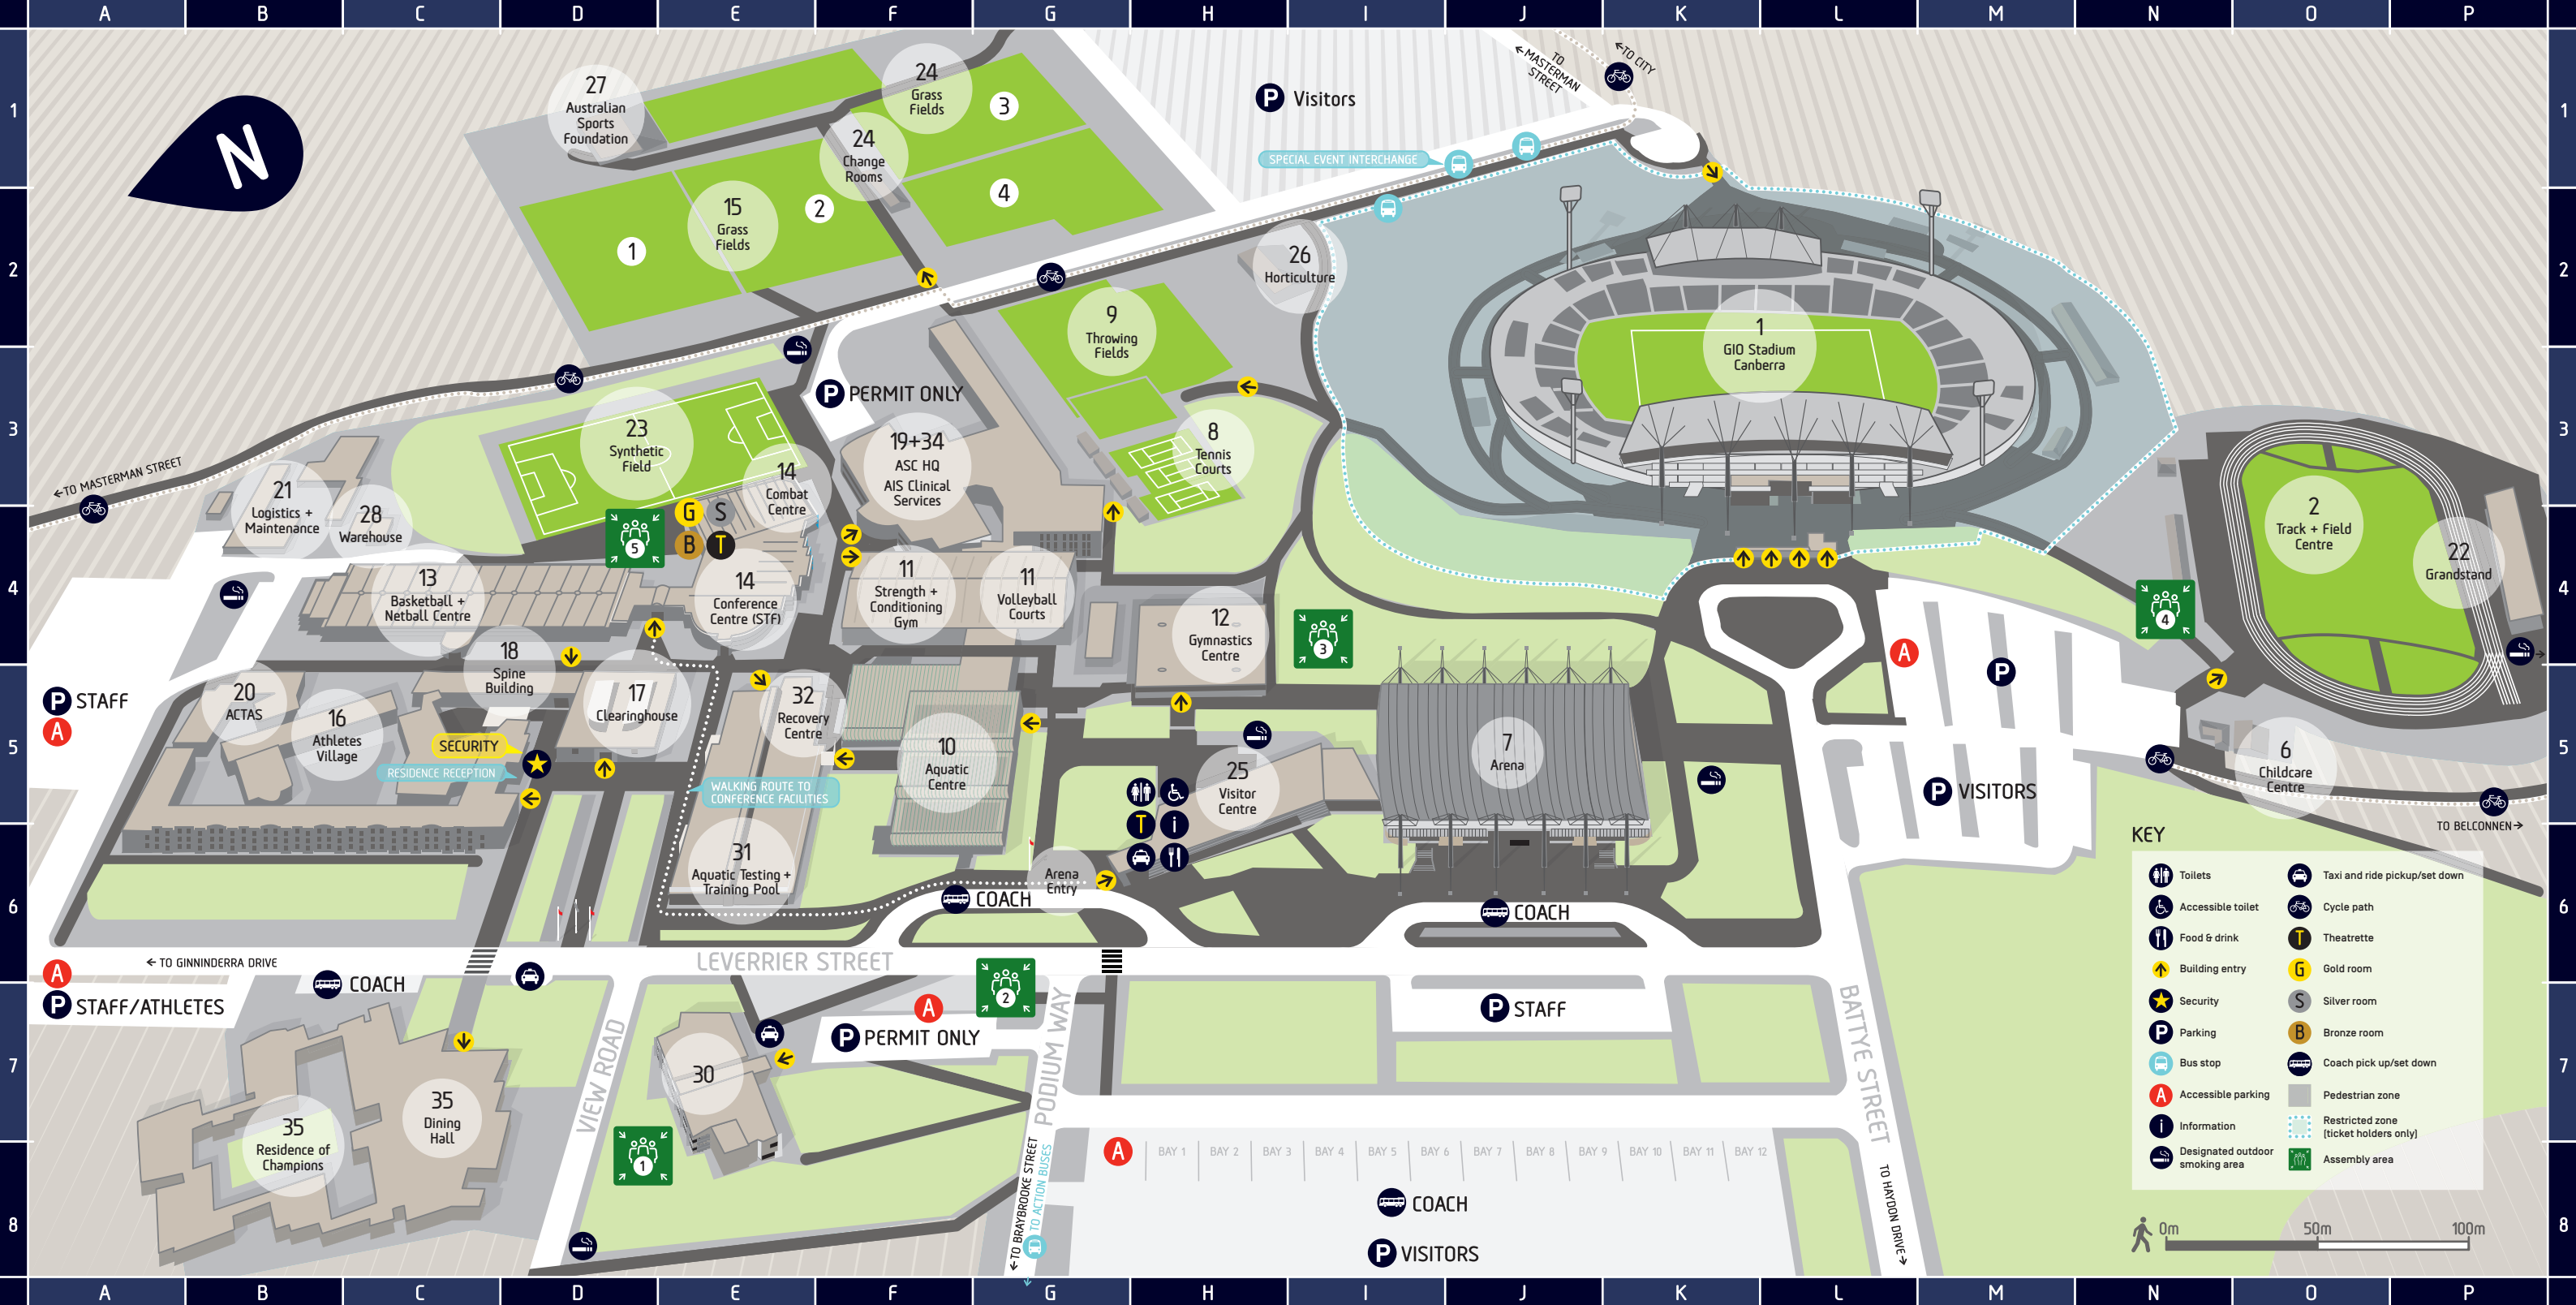 A B C D E F G H I J K L M N O P
1
2
3
4
5
6
7
8
N
27
Australian
Sports
Foundation
24
Grass
Fields
3
24
Change
Rooms
4
15
Grass
Fields
2
1
P Visitors
←TO
MASTERMAN
STREET
←TO CITY
SPECIAL EVENT INTERCHANGE
26
Horticulture
9
Throwing
Fields
1
GIO Stadium
Canberra
P PERMIT ONLY
23
Synthetic
Field
19+34
ASC HQ
AIS Clinical
Services
8
Tennis
Courts
14
Combat
Centre
←TO MASTERMAN STREET
21
Logistics +
Maintenance
28
Warehouse
G S
B T
5
2
Track + Field
Centre
22
Grandstand
13
Basketball +
Netball Centre
14
Conference
Centre (STF)
11
Strength +
Conditioning
Gym
11
Volleyball
Courts
12
Gymnastics
Centre
3
4
A
P
18
Spine
Building
20
ACTAS
16
Athletes
Village
17
Clearinghouse
32
Recovery
Centre
P STAFF
A
SECURITY
RESIDENCE RECEPTION
10
Aquatic
Centre
25
Visitor
Centre
7
Arena
6
Childcare
Centre
P VISITORS
WALKING ROUTE TO
CONFERENCE FACILITIES
T i
TO BELCONNEN→
31
Aquatic Testing +
Training Pool
Arena
Entry
COACH
COACH
← TO GINNINDERRA DRIVE
LEVERRIER STREET
A
COACH
P STAFF/ATHLETES
2
A
P PERMIT ONLY
P STAFF
VIEW ROAD
PODIUM WAY
BATTYE STREET
30
35
Dining
Hall
35
Residence of
Champions
1
A
BAY 1 BAY 2 BAY 3 BAY 4 BAY 5 BAY 6 BAY 7 BAY 8 BAY 9 BAY 10 BAY 11 BAY 12
←TO BRAYBROOKE STREET
TO ACTION BUSES
TO HAYDON DRIVE→
COACH
P VISITORS
KEY
Toilets
Accessible toilet
Food & drink
Building entry
Security
P Parking
Bus stop
A Accessible parking
i Information
Designated outdoor
smoking area
Taxi and ride pickup/set down
Cycle path
T Theatrette
G Gold room
S Silver room
B Bronze room
Coach pick up/set down
Pedestrian zone
Restricted zone
(ticket holders only)
Assembly area
0m 50m 100m
1
2
3
4
5
6
7
8
A B C D E F G H I J K L M N O P